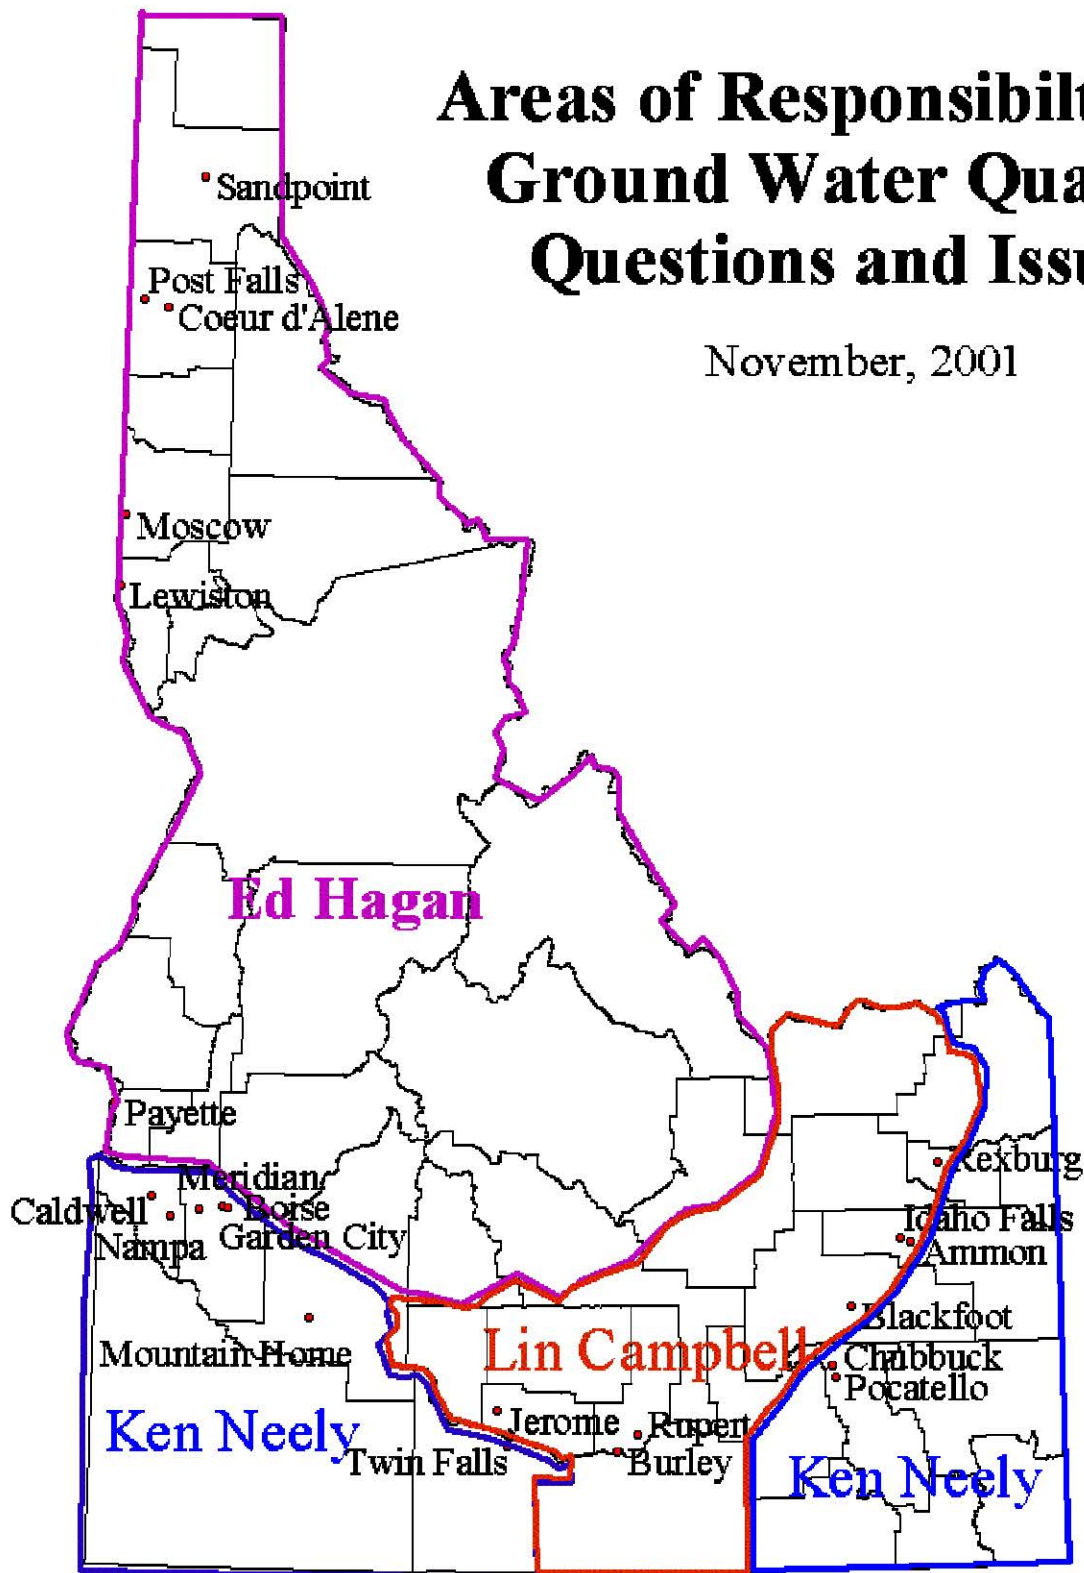 Areas of Responsibilt
Ground Water Qua
Questions and Issu
November, 2001
Sandpoint
Post Falls
Coeur d'Alene
Moscow
Lewiston
Ed Hagan
Payette
Meridian
Caldwell
Boise
Nampa
Garden City
Rexburg
Idaho Falls
Ammon
Blackfoot
Mountain Home
Lin Campbell
Chubbuck
Pocatello
Ken Neely
Jerome
Rupert
Twin Falls
Burley
Ken Neely